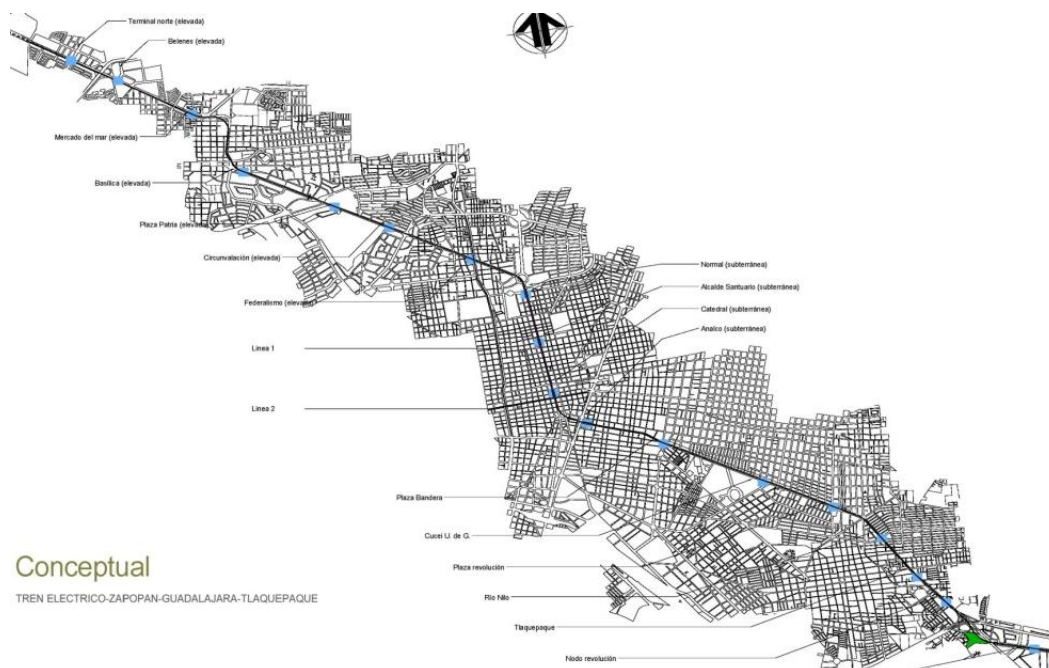 Terminal norte (elevada)
Belenes (elevada)
Mercado del mar (elevada)
Basílica (elevada)
Plaza Patria (elevada)
Circunvalación (elevada)
Federalismo (elevada)
Normal (subterránea)
Alcalde Santuario (subterránea)
Catedral (subterránea)
Analco (subterránea)
Linea 1
Linea 2
Plaza Bandera
Cucei U. de G.
Plaza revolución
Río Nilo
Tlaquepaque
Nodo revolución
Conceptual
TREN ELECTRICO-ZAPOPAN-GUADALAJARA-TLAQUEPAQUE